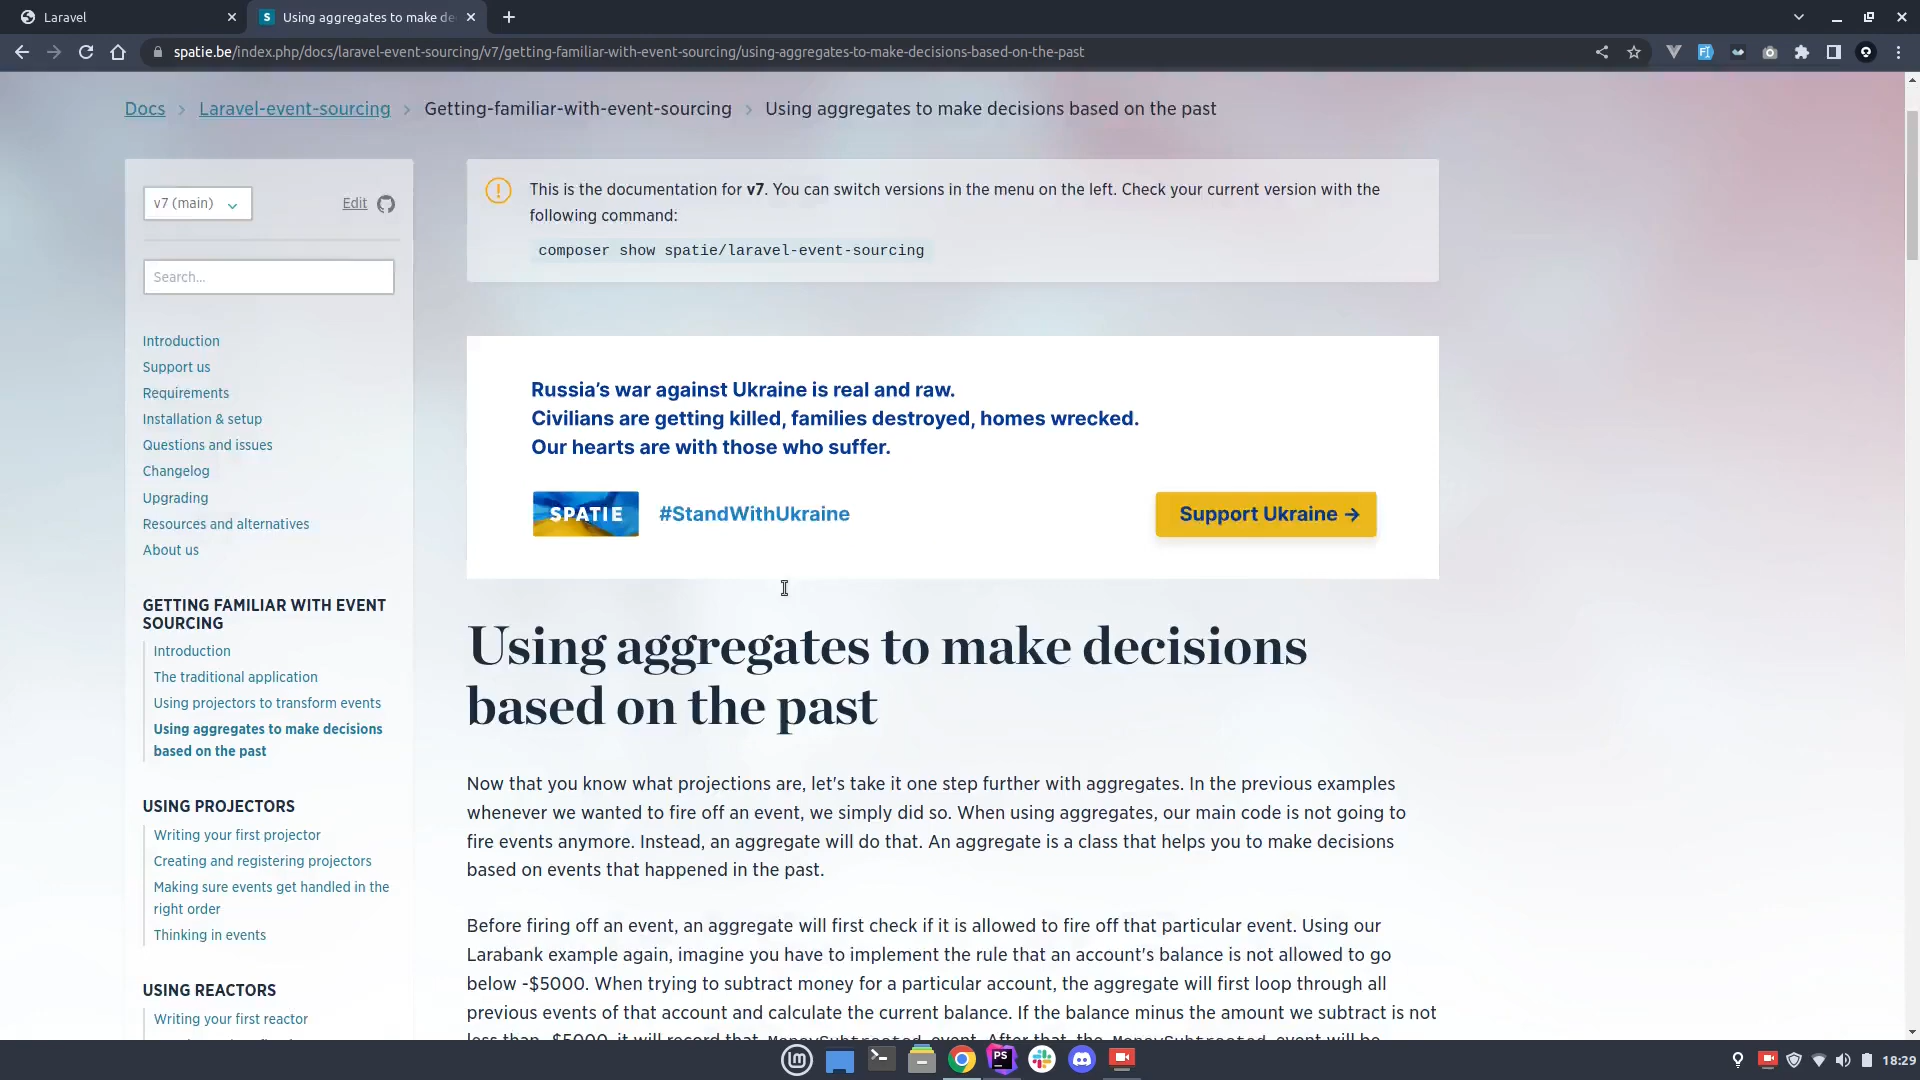 Laravel
Using aggregates to make de
spatie.be/index.php/docs/laravel-event-sourcing/v7/getting-familiar-with-event-sourcing/using-aggregates-to-make-decisions-based-on-the-past
Docs > Laravel-event-sourcing > Getting-familiar-with-event-sourcing > Using aggregates to make decisions based on the past
v7 (main)
Edit
Search...
Introduction
Support us
Requirements
Installation & setup
Questions and issues
Changelog
Upgrading
Resources and alternatives
About us
GETTING FAMILIAR WITH EVENT
SOURCING
Introduction
The traditional application
Using projectors to transform events
Using aggregates to make decisions
based on the past
USING PROJECTORS
Writing your first projector
Creating and registering projectors
Making sure events get handled in the
right order
Thinking in events
USING REACTORS
Writing your first reactor
This is the documentation for v7. You can switch versions in the menu on the left. Check your current version with the
following command:
composer show spatie/laravel-event-sourcing
Russia's war against Ukraine is real and raw.
Civilians are getting killed, families destroyed, homes wrecked.
Our hearts are with those who suffer.
SPATIE
#StandWithUkraine
Support Ukraine →
Using aggregates to make decisions
based on the past
Now that you know what projections are, let's take it one step further with aggregates. In the previous examples
whenever we wanted to fire off an event, we simply did so. When using aggregates, our main code is not going to
fire events anymore. Instead, an aggregate will do that. An aggregate is a class that helps you to make decisions
based on events that happened in the past.
Before firing off an event, an aggregate will first check if it is allowed to fire off that particular event. Using our
Larabank example again, imagine you have to implement the rule that an account's balance is not allowed to go
below -$5000. When trying to subtract money for a particular account, the aggregate will first loop through all
previous events of that account and calculate the current balance. If the balance minus the amount we subtract is not
less than -$5000, it will record that MoneySubtracted event. After that, the MoneySubtracted event will be
18:29